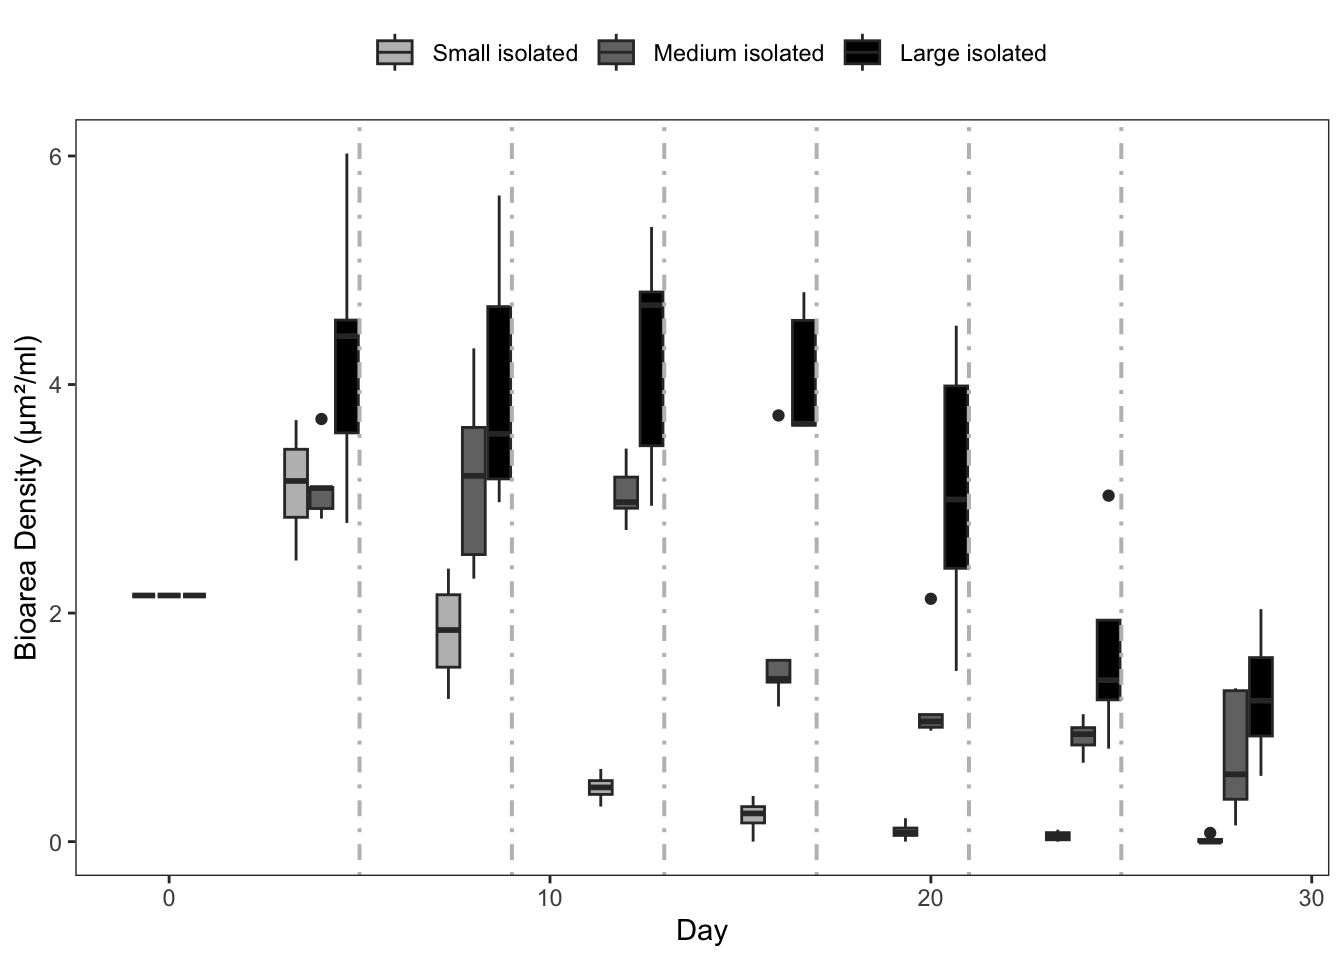 Small isolated Medium isolated Large isolated
6
4
2
0
Bioarea Density (μm²/ml)
0 10 20 30
Day